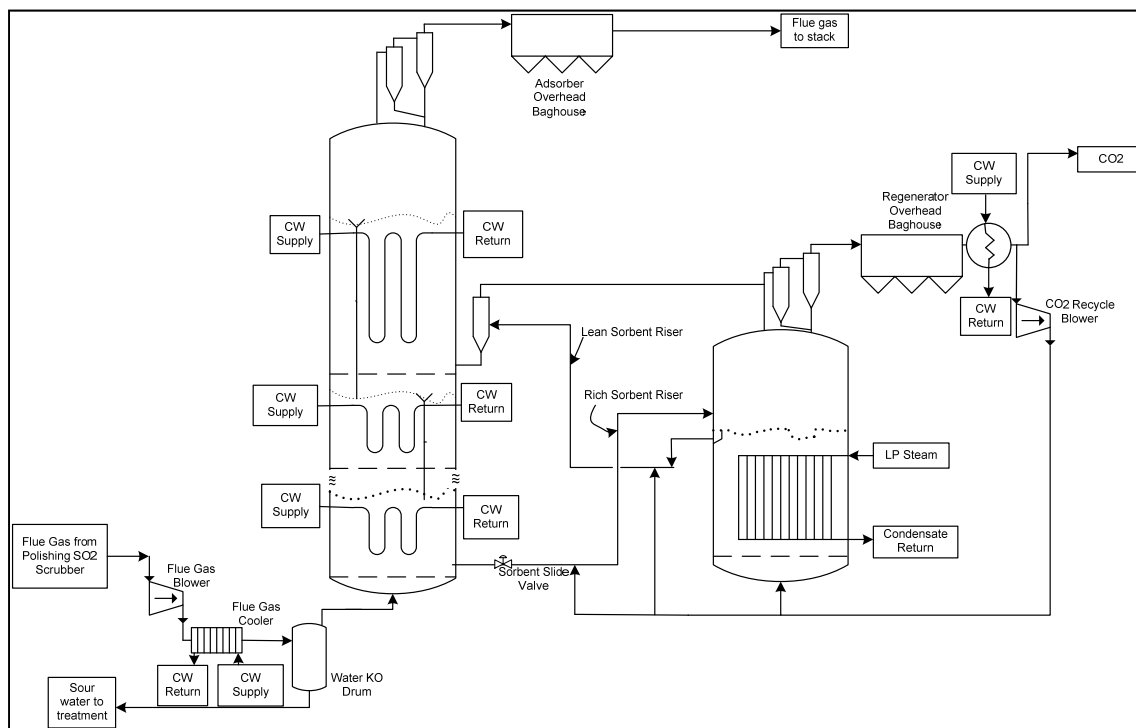 Flue gas
to stack
Adsorber
Overhead
Baghouse
CW
Supply
CO2
Regenerator
Overhead
Baghouse
CW
Supply
CW
Return
CW
Return
CO2 Recycle
Blower
Lean Sorbent Riser
CW
Supply
CW
Return
Rich Sorbent Riser
LP Steam
CW
Supply
CW
Return
Condensate
Return
Flue Gas from
Polishing SO2
Scrubber
Flue Gas
Blower
Sorbent Slide
Valve
Flue Gas
Cooler
CW
Return
CW
Supply
Water KO
Drum
Sour
water to
treatment